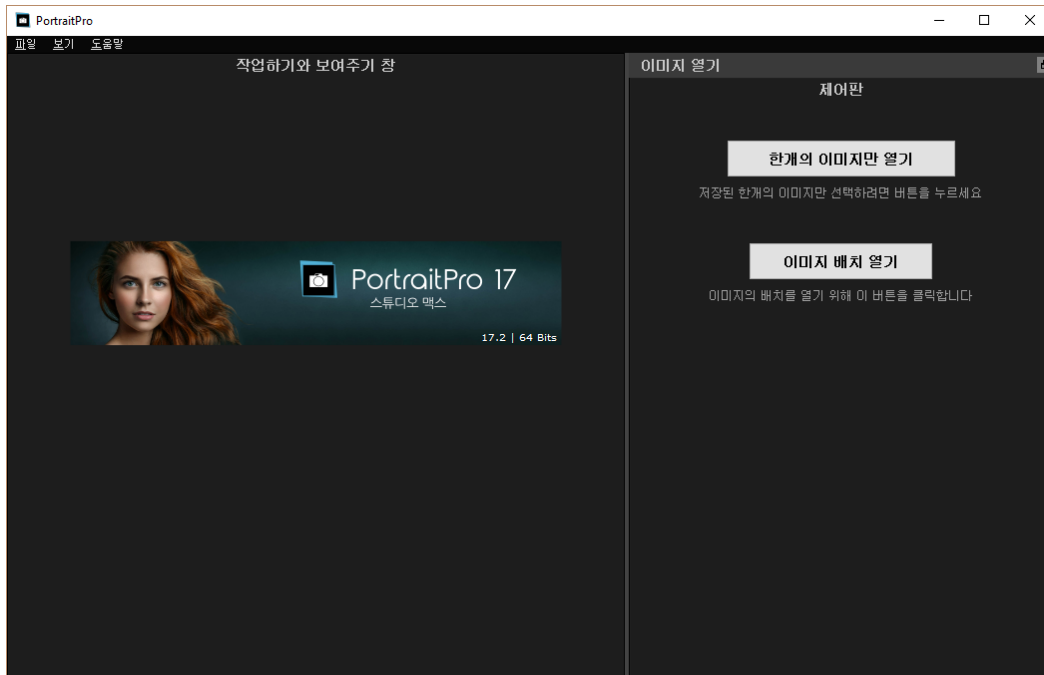 PortraitPro
파일 보기 도움말
작업하기와 보여주기 창
PortraitPro 17
스튜디오 맥스
17.2 | 64 Bits
이미지 열기
제어판
한개의 이미지만 열기
저장된 한개의 이미지만 선택하려면 버튼을 누르세요
이미지 배치 열기
이미지의 배치를 열기 위해 이 버튼을 클릭합니다